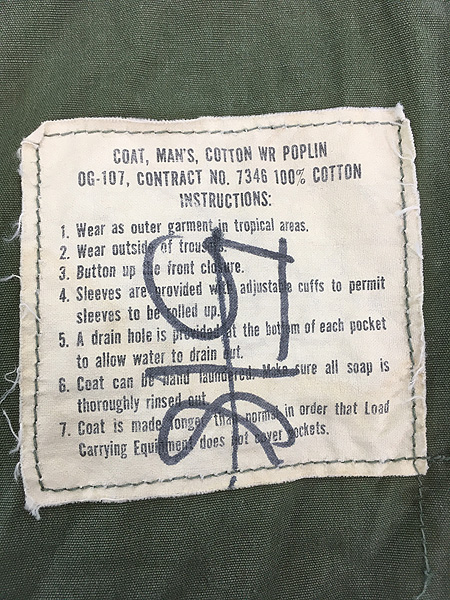 COAT, MAN'S, COTTON WR POPLIN
OG-107, CONTRACT NO. 7346 100% COTTON
INSTRUCTIONS:
1. Wear as outer garment in tropical areas.
2. Wear outside of trousers.
3. Button up the front closure.
4. Sleeves are provided with adjustable cuffs to permit
sleeves to be rolled up.
5. A drain hole is provided at the bottom of each pocket
to allow water to drain out.
6. Coat can be hand laundered. Make sure all soap is
thoroughly rinsed out.
7. Coat is made longer than normal in order that Load
Carrying Equipment does not cover pockets.